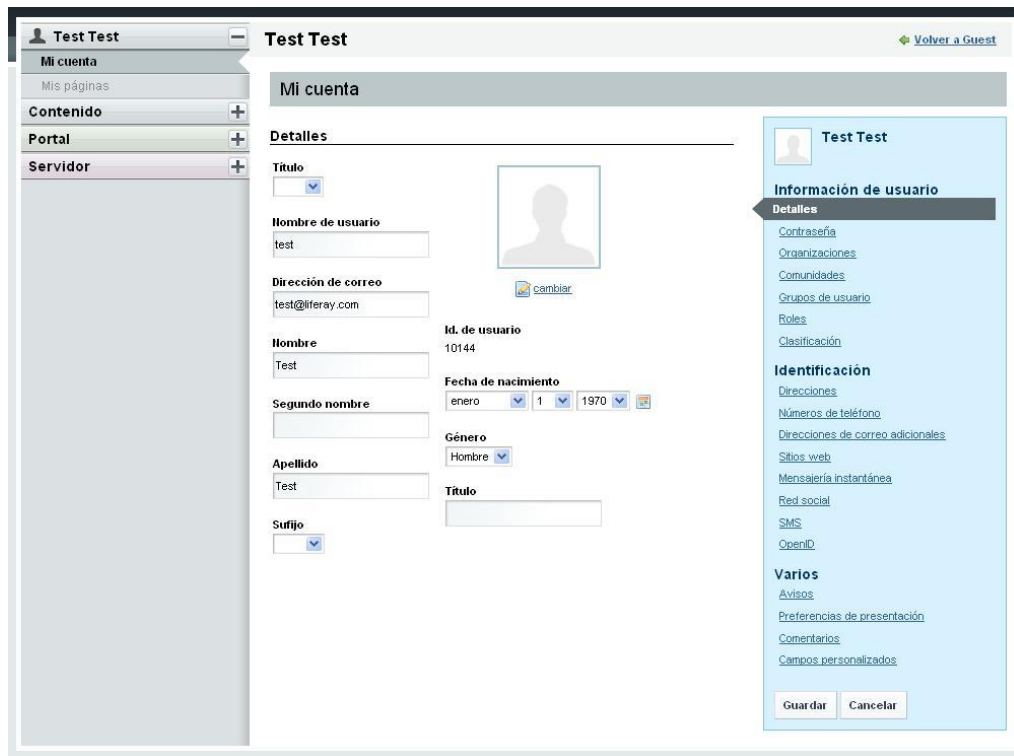 Test Test
Mi cuenta
Mis páginas
Contenido
Portal
Servidor
Test Test
Volver a Guest
Mi cuenta
Detalles
Título
Nombre de usuario
test
Dirección de correo
test@liferay.com
Nombre
Test
Segundo nombre
Apellido
Test
Sufijo
cambiar
Id. de usuario
10144
Fecha de nacimiento
enero 1 1970
Género
Hombre
Título
Test Test
Información de usuario
Detalles
Contraseña
Organizaciones
Comunidades
Grupos de usuario
Roles
Clasificación
Identificación
Direcciones
Números de teléfono
Direcciones de correo adicionales
Sitios web
Mensajería instantánea
Red social
SMS
OpenID
Varios
Avisos
Preferencias de presentación
Comentarios
Campos personalizados
Guardar Cancelar